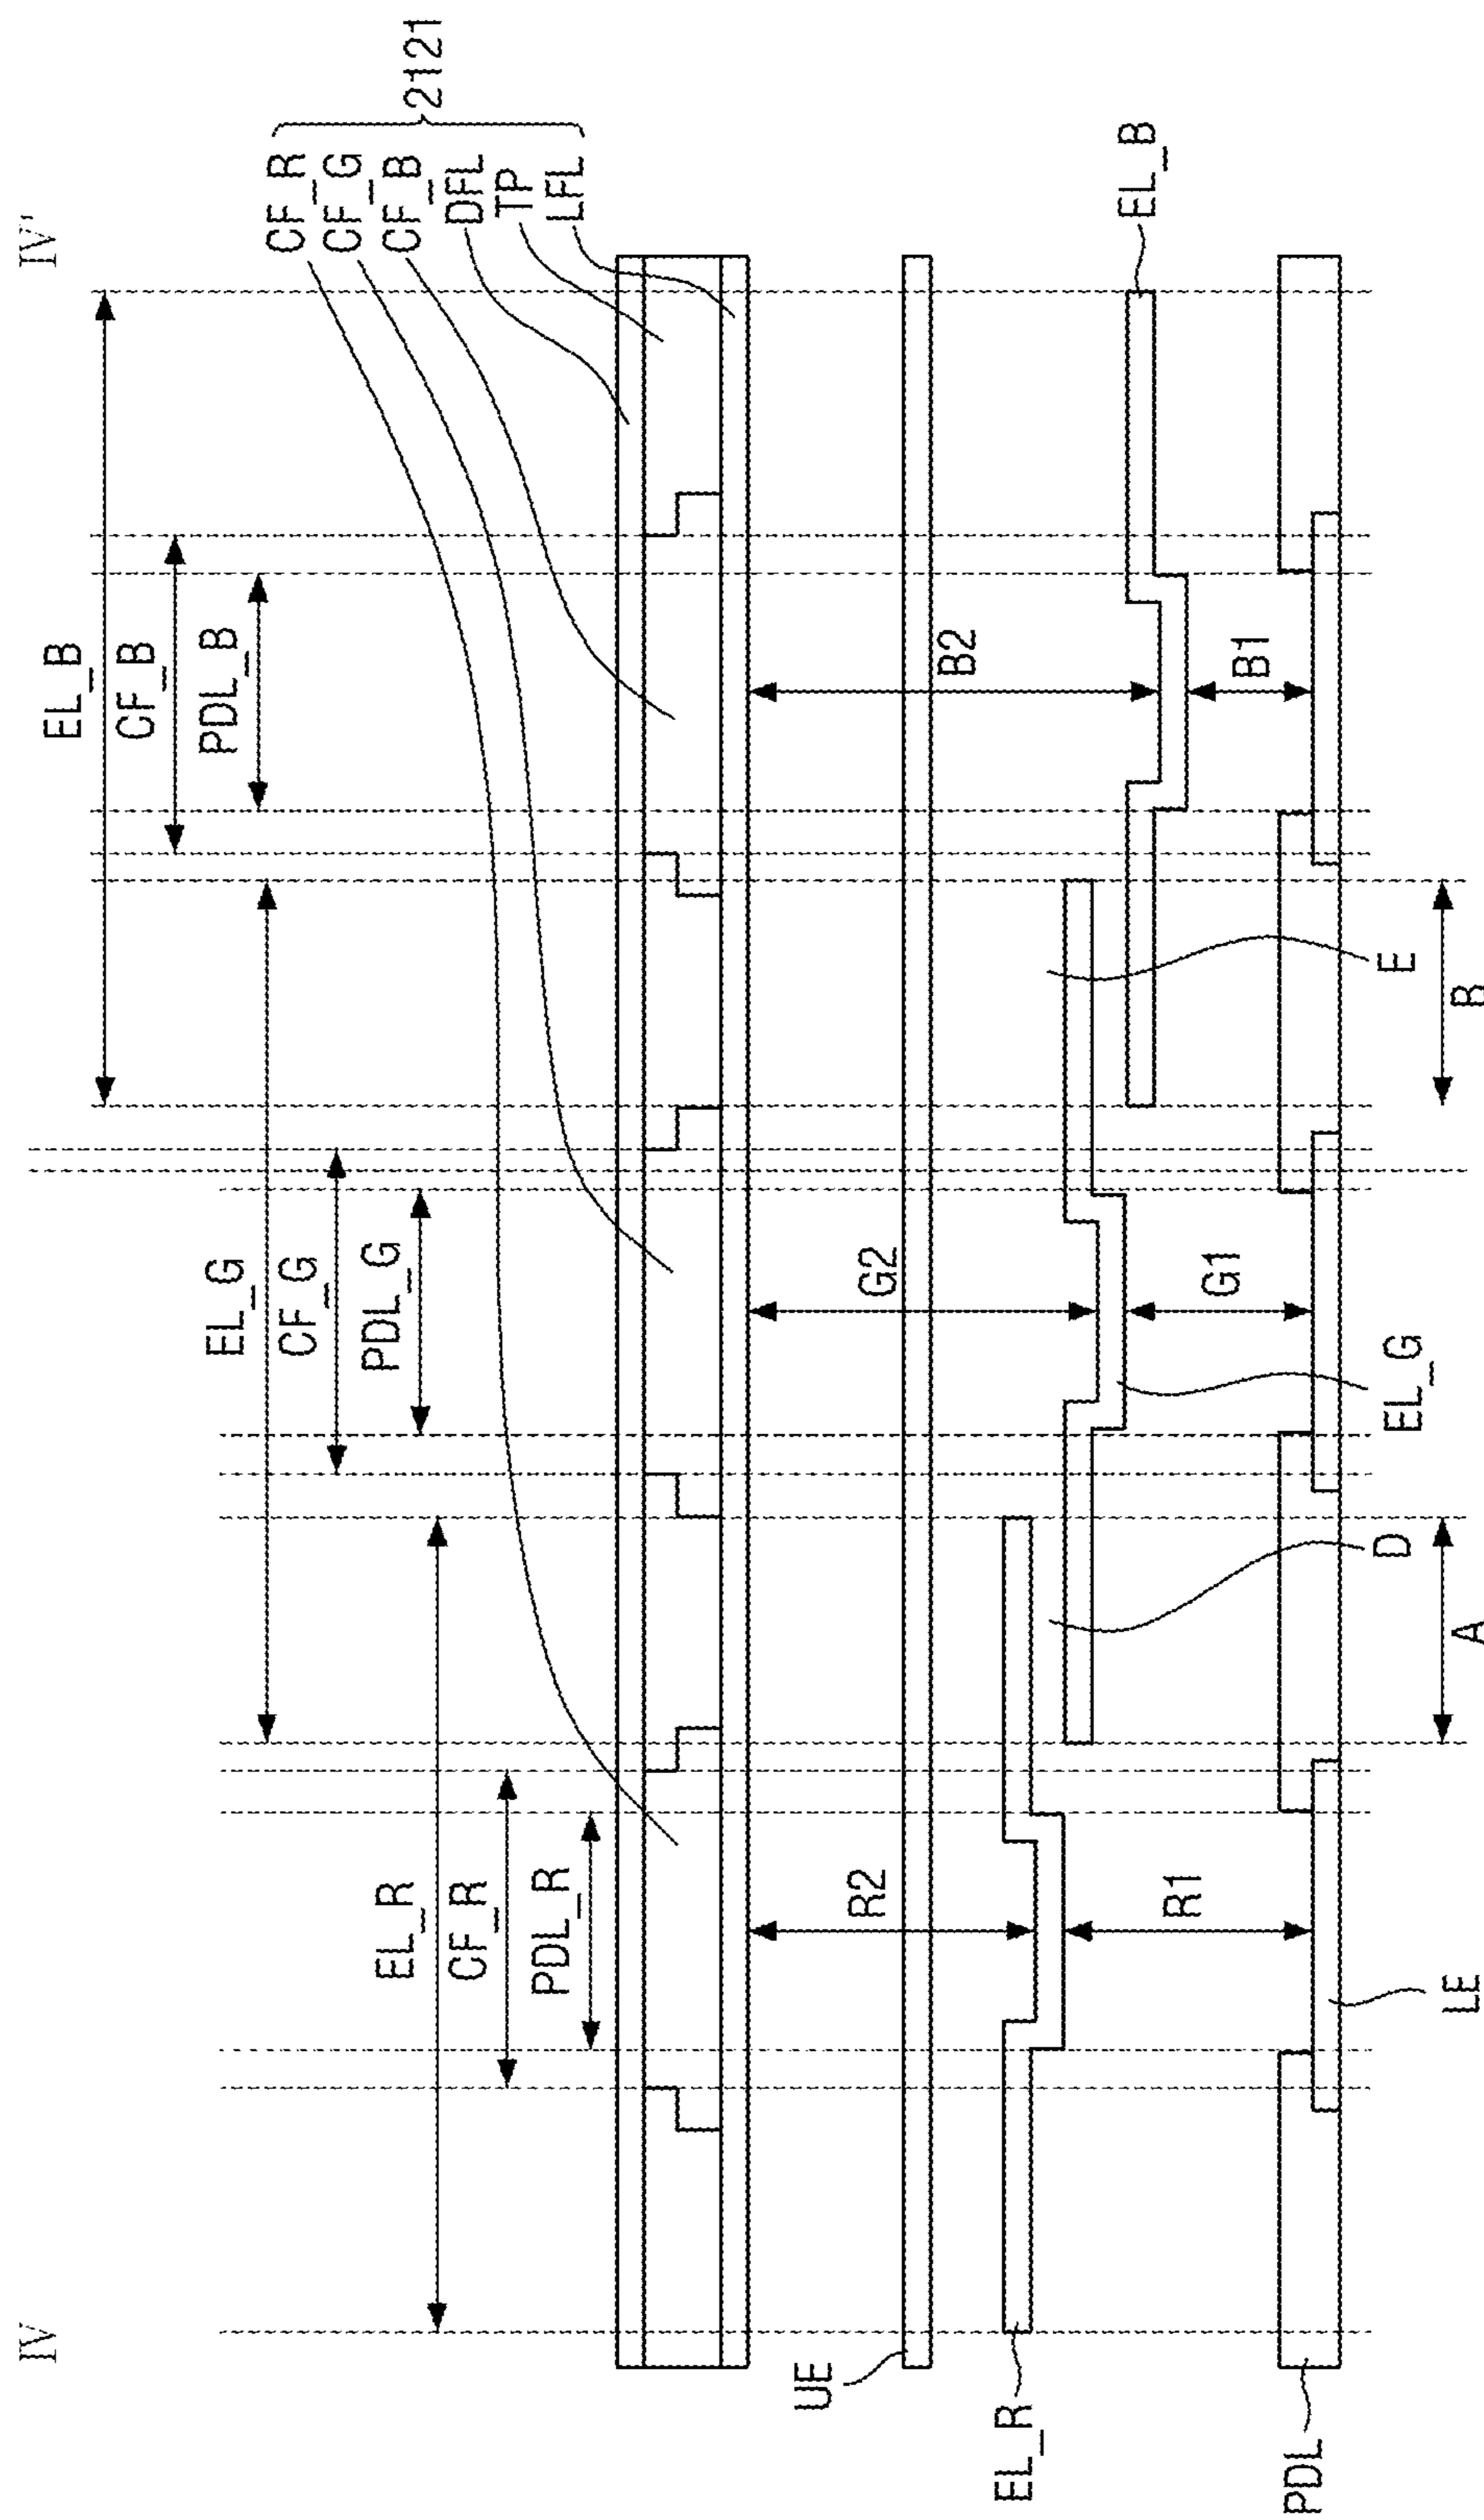 IV
IV'
EL_B
CF_B
PDL_B
EL_G
CF_G
PDL_G
EL_R
CF_R
PDL_R
CF_R
CF_G
CF_B
DFL
TP
LFL
2121
UE
R2
G2
B2
EL_R
EL_B
R1
G1
B1
PDL
LE
D
EL_G
E
A
B